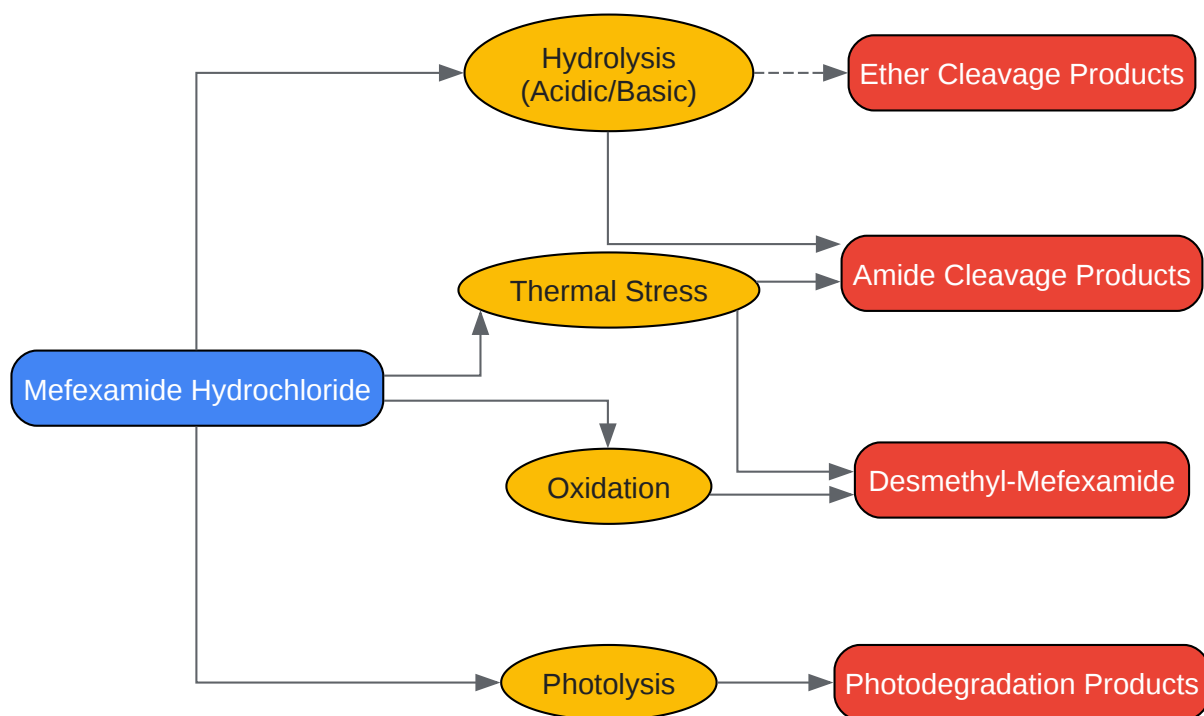 Hydrolysis
(Acidic/Basic)
Ether Cleavage Products
Thermal Stress
Amide Cleavage Products
Mefexamide Hydrochloride
Oxidation
Desmethyl-Mefexamide
Photolysis
Photodegradation Products